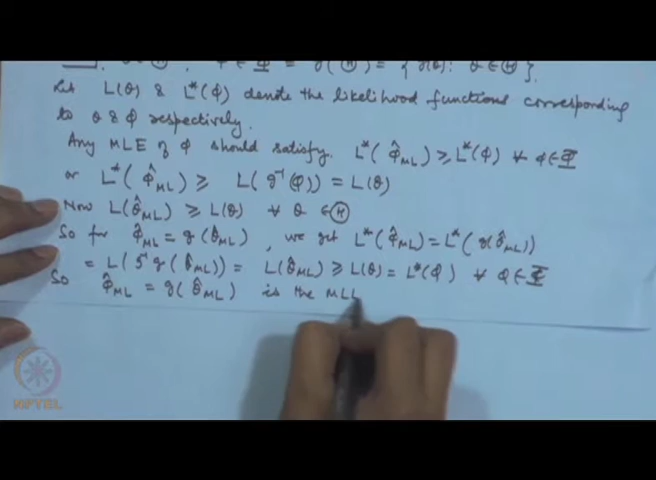 θ ∈ Ⓗ φ ∈ Φ = g(Ⓗ) = { g(θ): θ ∈ Ⓗ }.
Let L(θ) & L*(φ) denote the likelihood functions corresponding
to θ & φ respectively.
Any MLE of φ should satisfy L*(φ̂_ML) ≥ L*(φ) ∀ φ ∈ Φ
or L*(φ̂_ML) ≥ L(g⁻¹(φ)) = L(θ)
Now L(θ̂_ML) ≥ L(θ) ∀ θ ∈ Ⓗ
So for φ̂_ML = g(θ̂_ML), we get L*(φ̂_ML) = L*(g(θ̂_ML))
= L(g⁻¹g(θ̂_ML)) = L(θ̂_ML) ≥ L(θ) = L*(φ) ∀ φ ∈ Φ
So φ̂_ML = g(θ̂_ML) is the ML
NPTEL